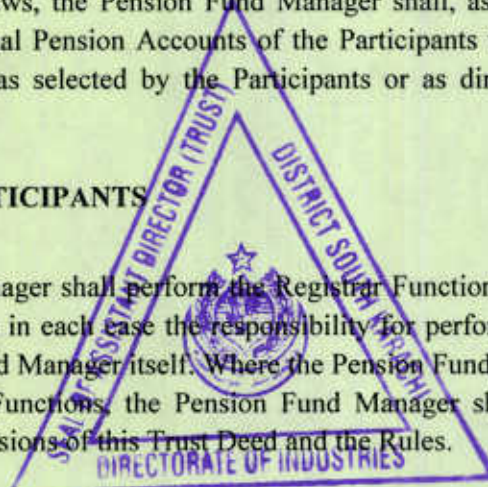 ws, the Pension Fund Manager shall, as
al Pension Accounts of the Participants
as selected by the Participants or as di
TICIPANTS
ager shall perform the Registrar Function
in each case the responsibility for perfor
d Manager itself. Where the Pension Fund
Functions, the Pension Fund Manager sh
sions of this Trust Deed and the Rules.
SEAL OF ASSISTANT DIRECTOR (TRUST)
DISTRICT SOUTH KARACHI
DIRECTORATE OF INDUSTRIES